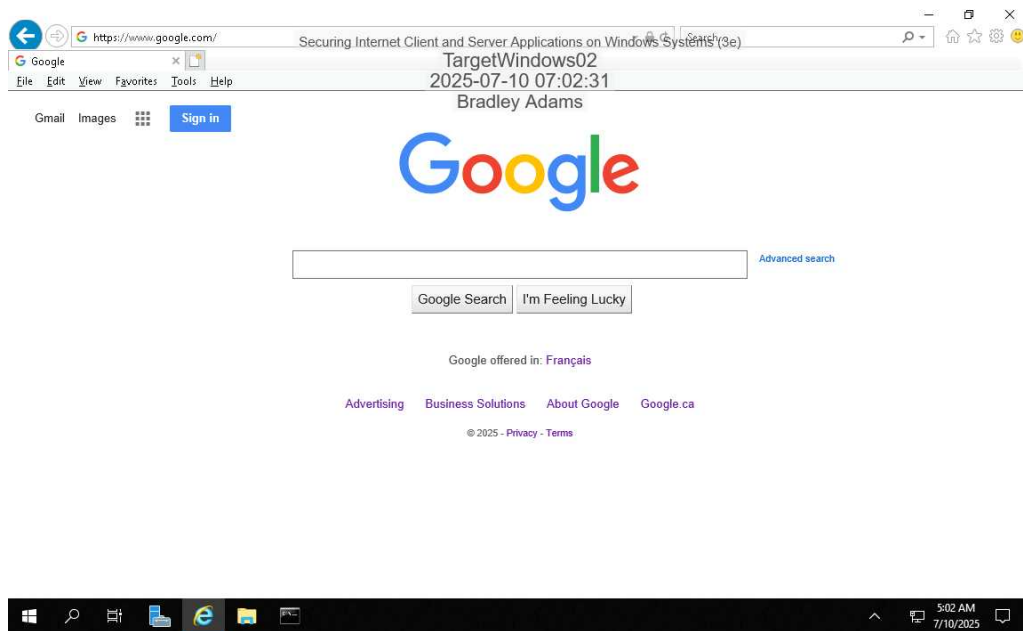 https://www.google.com/
Securing Internet Client and Server Applications on Windows Systems (3e)
Search...
Google
TargetWindows02
File Edit View Favorites Tools Help
2025-07-10 07:02:31
Bradley Adams
Gmail Images Sign in
Google
Advanced search
Google Search I'm Feeling Lucky
Google offered in: Français
Advertising Business Solutions About Google Google.ca
© 2025 - Privacy - Terms
5:02 AM
7/10/2025